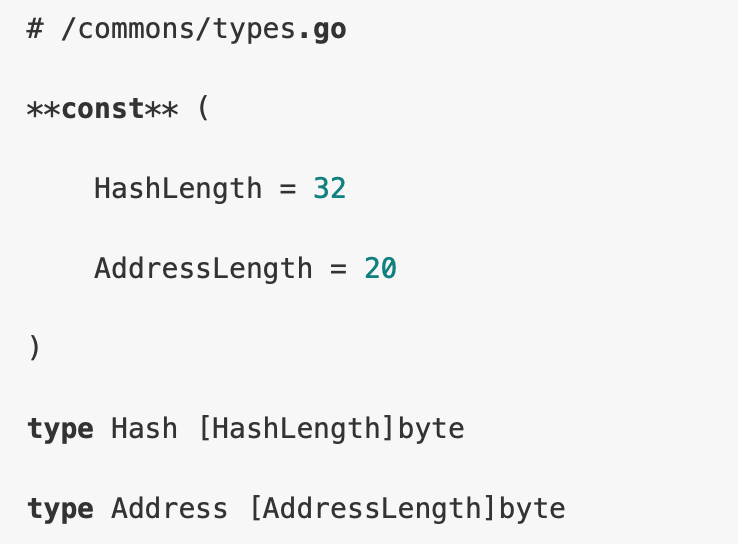 # /commons/types.go
**const** (
HashLength = 32
AddressLength = 20
)
type Hash [HashLength]byte
type Address [AddressLength]byte